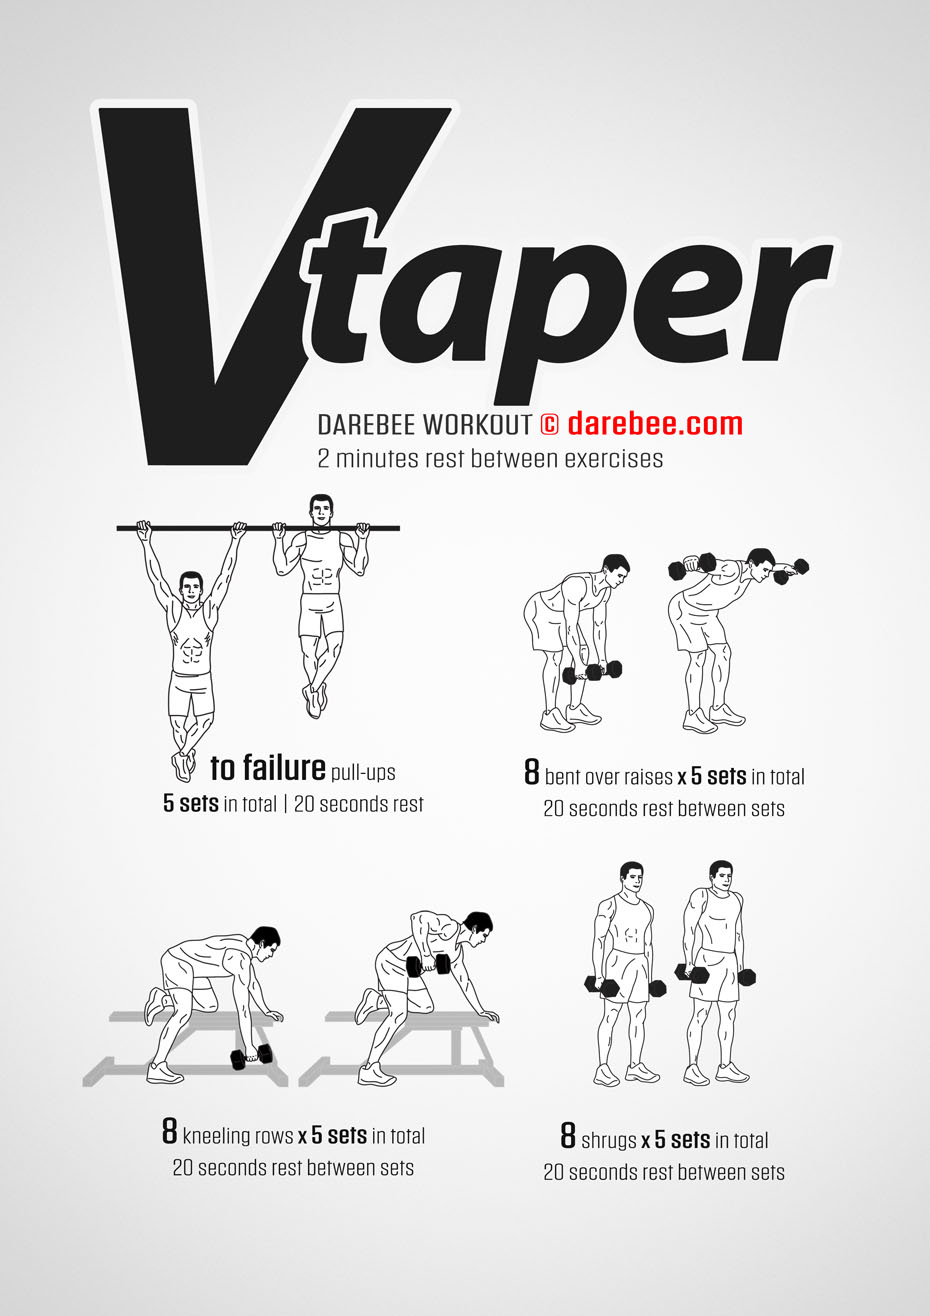 V taper
DAREBEE WORKOUT © darebee.com
2 minutes rest between exercises
to failure pull-ups
5 sets in total | 20 seconds rest
8 bent over raises x 5 sets in total
20 seconds rest between sets
8 kneeling rows x 5 sets in total
20 seconds rest between sets
8 shrugs x 5 sets in total
20 seconds rest between sets